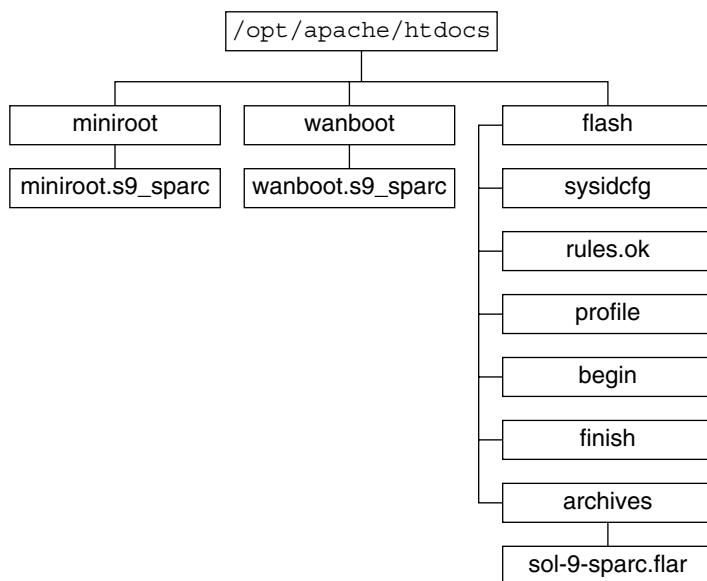 /opt/apache/htdocs
miniroot
wanboot
flash
miniroot.s9_sparc
wanboot.s9_sparc
sysidcfg
rules.ok
profile
begin
finish
archives
sol-9-sparc.flar